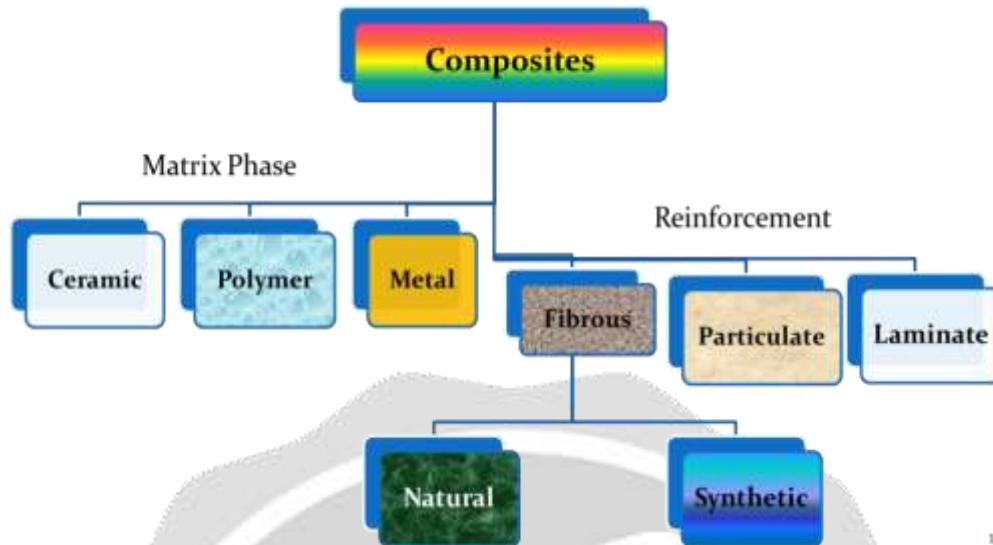 Composites
Matrix Phase
Reinforcement
Ceramic
Polymer
Metal
Fibrous
Particulate
Laminate
Natural
Synthetic